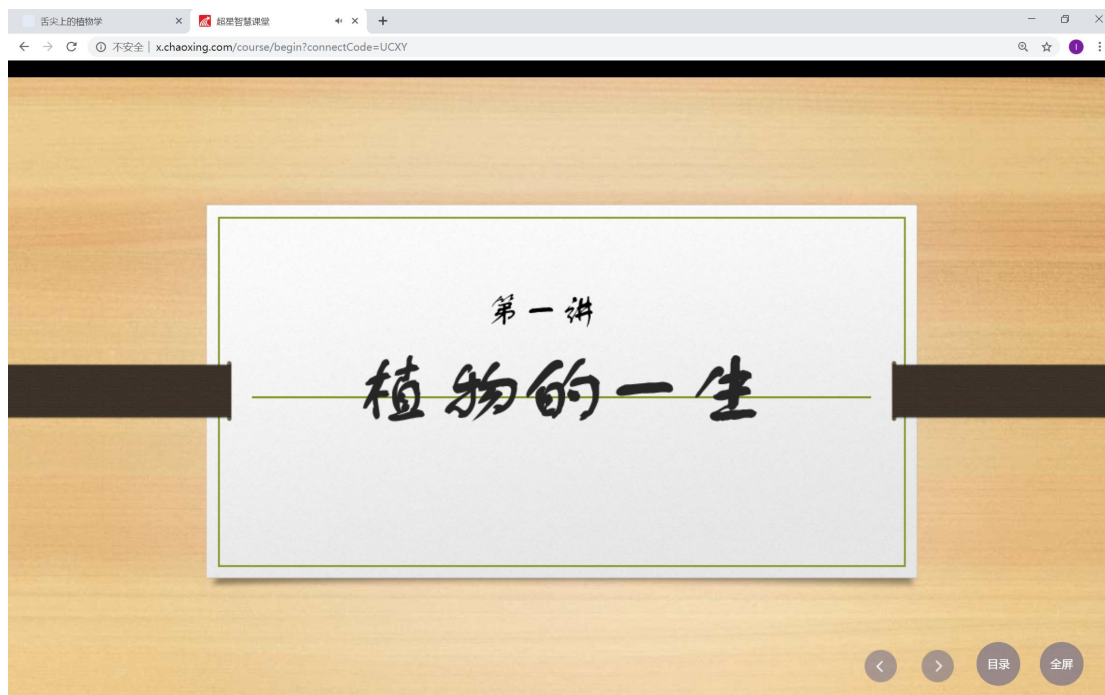 舌尖上的植物学
超星智慧课堂
不安全 | x.chaoxing.com/course/begin?connectCode=UCXY
第一讲
植物的一生
目录
全屏